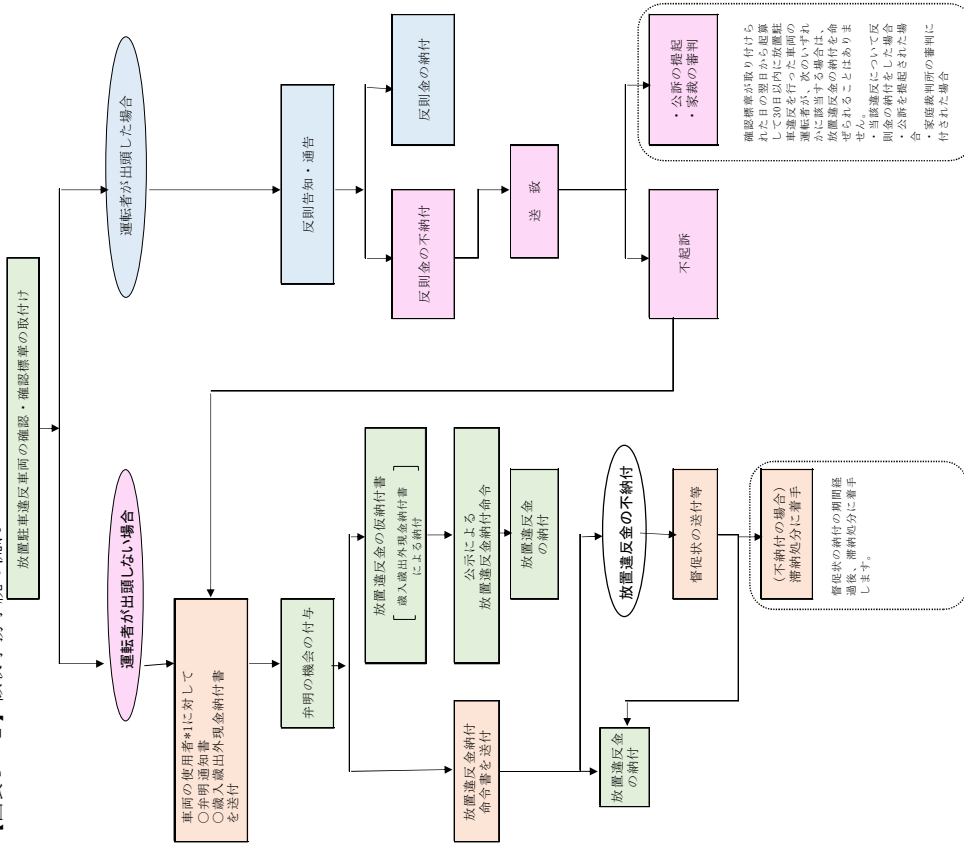 放置駐車違反車両の確認・確認標章の取付け
運転者が出頭しない場合
運転者が出頭した場合
車両の使用者*1に対して
○弁明通知書
○歳入歳出外現金納付書
を送付
弁明の機会の付与
放置違反金納付
命令書を送付
放置違反金の仮納付書
歳入歳出外現金納付書
による納付
公示による
放置違反金納付命令
放置違反金
の納付
放置違反金
の納付
放置違反金の不納付
督促状の送付等
(不納付の場合)
滞納処分に着手
督促状の納付の期間経
過後、滞納処分に着手
します。
反則告知・通告
反則金の不納付
反則金の納付
送 致
不起訴
・公訴の提起
・家裁の審判
確認標章が取り付けら
れた日の翌日から起算
して30日以内に放置駐
車違反を行った車両の
運転者が、次のいずれ
かに該当する場合は、
放置違反金の納付を命
ぜられることはありま
せん。
・当該違反について反
則金の納付をした場合
・公訴を提起された場
合
・家庭裁判所の審判に
付された場合